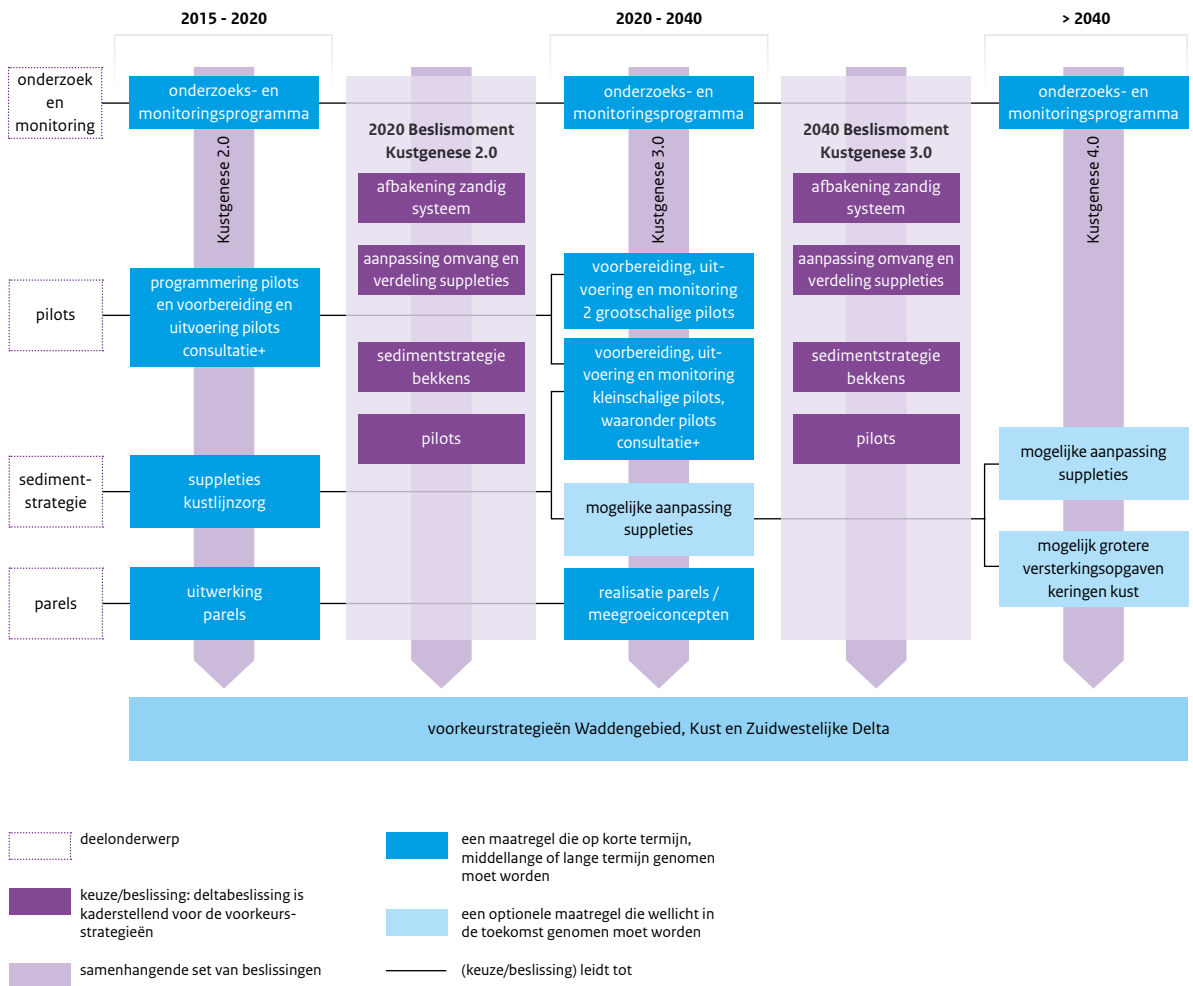 2015 - 2020
2020 - 2040
> 2040
onderzoek
en
monitoring
onderzoeks- en
monitoringsprogramma
Kustgenese 2.0
2020 Beslismoment
Kustgenese 2.0
afbakening zandig
systeem
aanpassing omvang en
verdeling suppleties
sedimentstrategie
bekkens
pilots
onderzoeks- en
monitoringsprogramma
Kustgenese 3.0
2040 Beslismoment
Kustgenese 3.0
afbakening zandig
systeem
aanpassing omvang en
verdeling suppleties
sedimentstrategie
bekkens
pilots
onderzoeks- en
monitoringsprogramma
Kustgenese 4.0
pilots
programmering pilots
en voorbereiding en
uitvoering pilots
consultatie+
voorbereiding, uit-
voering en monitoring
2 grootschalige pilots
voorbereiding, uit-
voering en monitoring
kleinschalige pilots,
waaronder pilots
consultatie+
sediment-
strategie
suppleties
kustlijnzorg
mogelijke aanpassing
suppleties
mogelijke aanpassing
suppleties
mogelijk grotere
versterkingsopgaven
keringen kust
parels
uitwerking
parels
realisatie parels /
meegroeiconcepten
voorkeurstrategieën Waddengebied, Kust en Zuidwestelijke Delta
deelonderwerp
keuze/beslissing: deltabeslissing is
kaderstellend voor de voorkeurs-
strategieën
samenhangende set van beslissingen
een maatregel die op korte termijn,
middellange of lange termijn genomen
moet worden
een optionele maatregel die wellicht in
de toekomst genomen moet worden
(keuze/beslissing) leidt tot